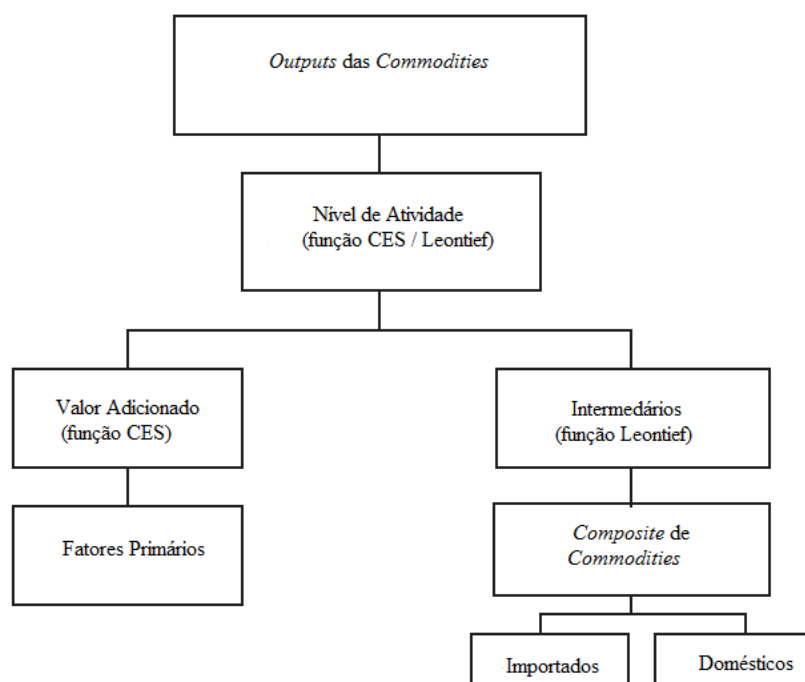 Outputs das Commodities
Nível de Atividade
(função CES / Leontief)
Valor Adicionado
(função CES)
Intermedários
(função Leontief)
Fatores Primários
Composite de
Commodities
Importados
Domésticos